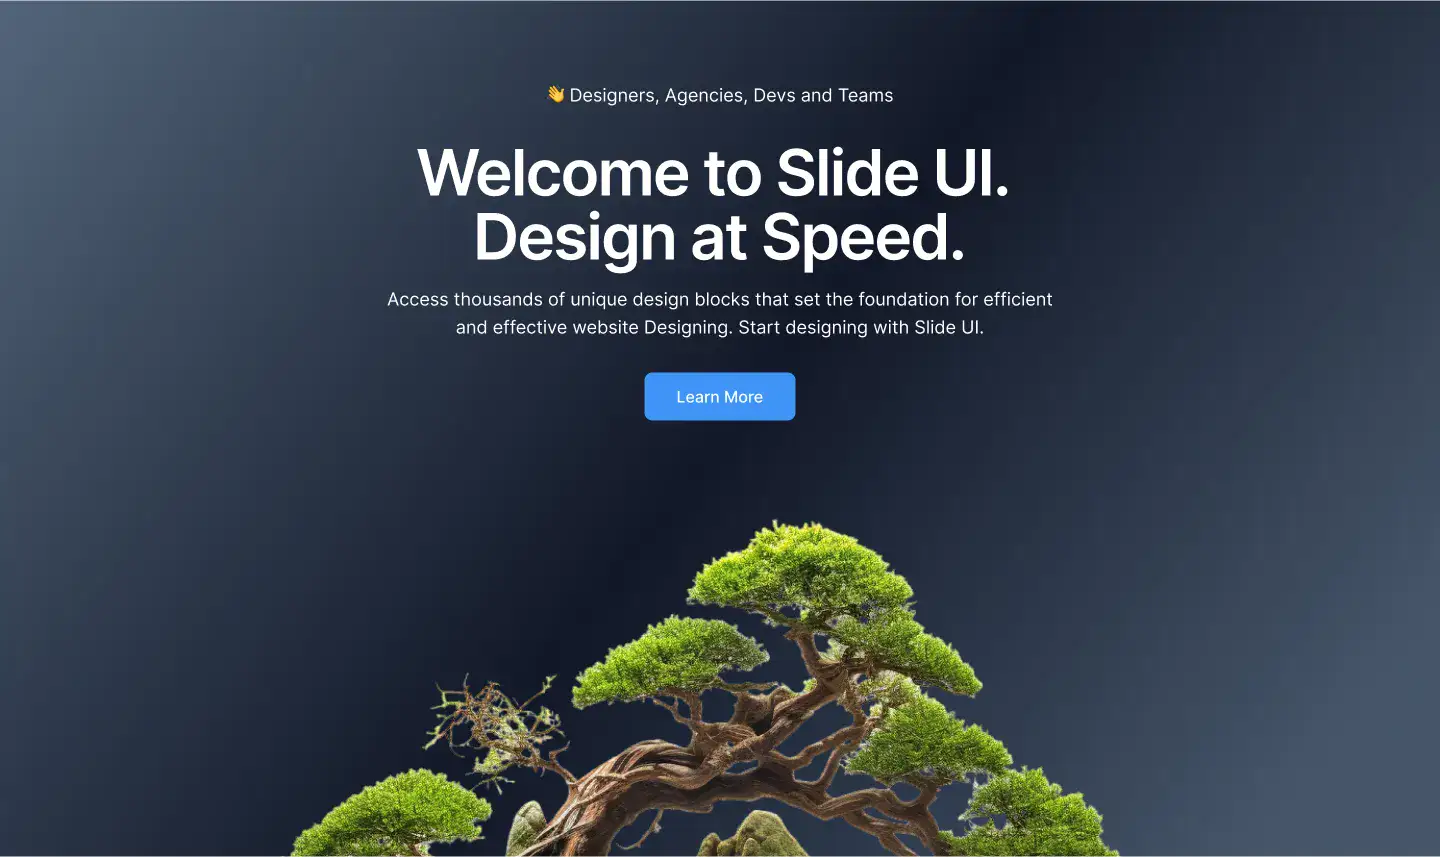 👋 Designers, Agencies, Devs and Teams
Welcome to Slide UI.
Design at Speed.
Access thousands of unique design blocks that set the foundation for efficient
and effective website Designing. Start designing with Slide UI.
Learn More